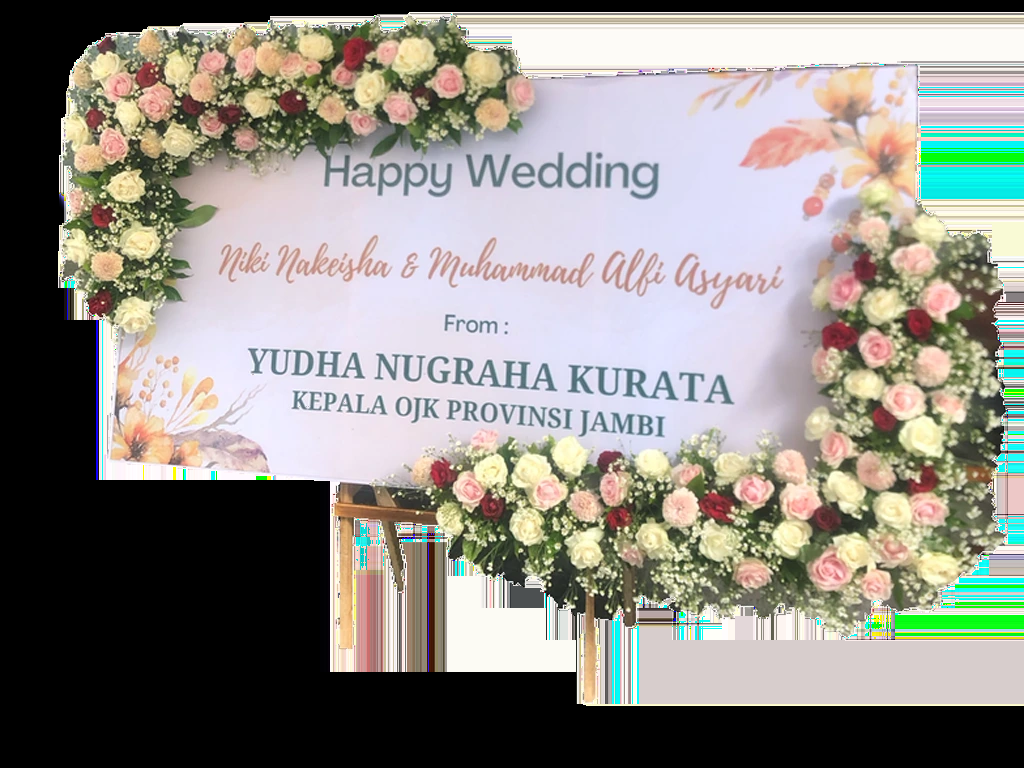 Happy Wedding
Niki Nakeisha & Muhammad Alfi Asyari
From :
YUDHA NUGRAHA KURATA
KEPALA OJK PROVINSI JAMBI